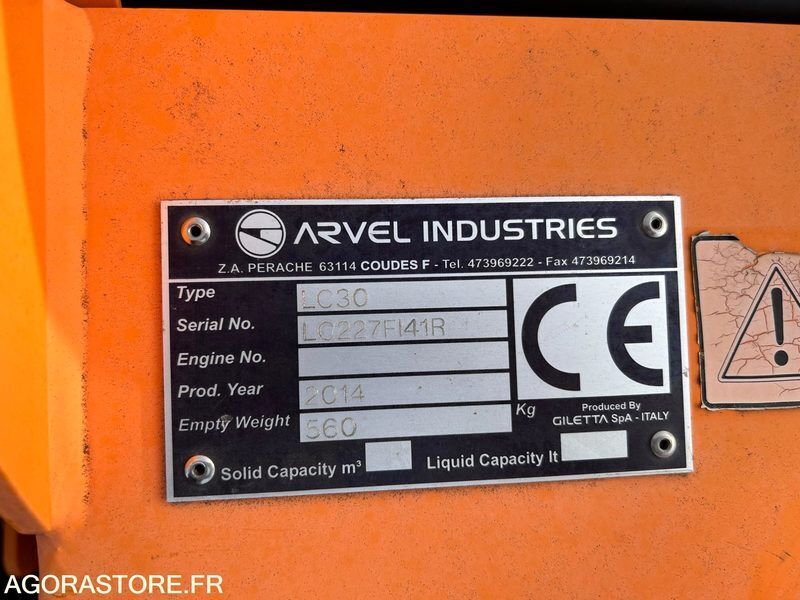 ARVEL INDUSTRIES
Z.A. PERACHE 63114 COUDES F - Tel. 473969222 - Fax 473969214
Type LC30
Serial No. LC227FI41R
Engine No.
Prod. Year 2014
Empty Weight 560 Kg
CE
Produced By
GILETTA SpA - ITALY
Solid Capacity m³
Liquid Capacity lt
!
AGORASTORE.FR